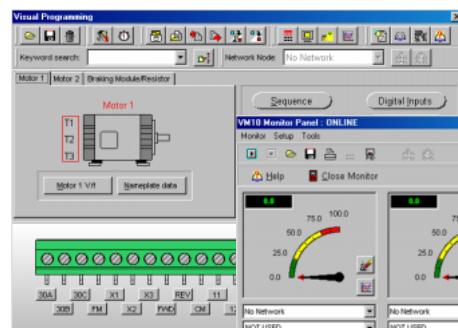 Visual Programming
Keyword search:
Network Node: No Network
Motor 1 Motor 2 Braking Module/Resistor
Motor 1
T1
T2
T3
Motor 1 V/f Nameplate data
Sequence Digital Inputs
VM10 Monitor Panel : ONLINE
Monitor Setup Tools
Help Close Monitor
0.0 0.0
75.0 100.0 75.0
50.0 50.0
25.0 25.0
0.0 0.0
No Network No Network
NOT USED NOT USED
30A 30C X1 X3 REV 11
30B FM X2 FWD CM 12